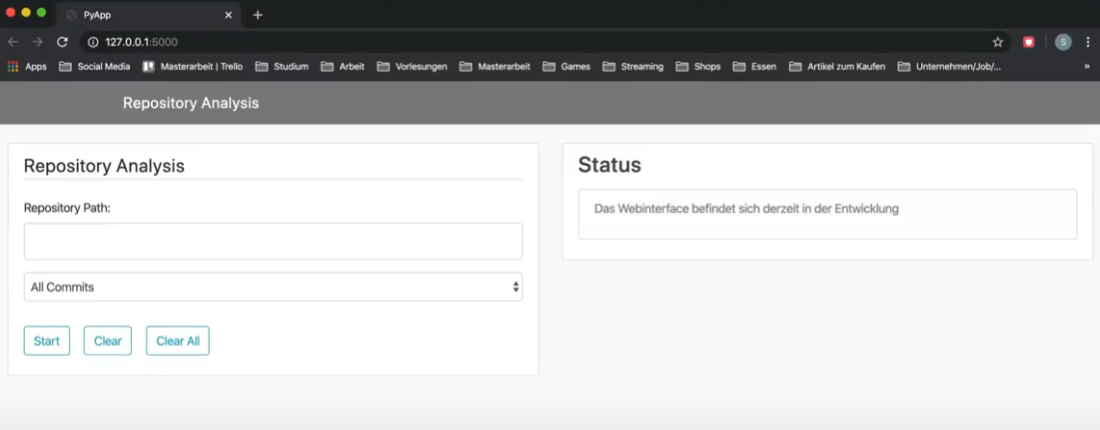 PyApp
127.0.0.1:5000
S
Apps Social Media Masterarbeit | Trello Studium Arbeit Vorlesungen Masterarbeit Games Streaming Shops Essen Artikel zum Kaufen Unternehmen/Job/... »
Repository Analysis
Repository Analysis
Repository Path:
All Commits
Start Clear Clear All
Status
Das Webinterface befindet sich derzeit in der Entwicklung